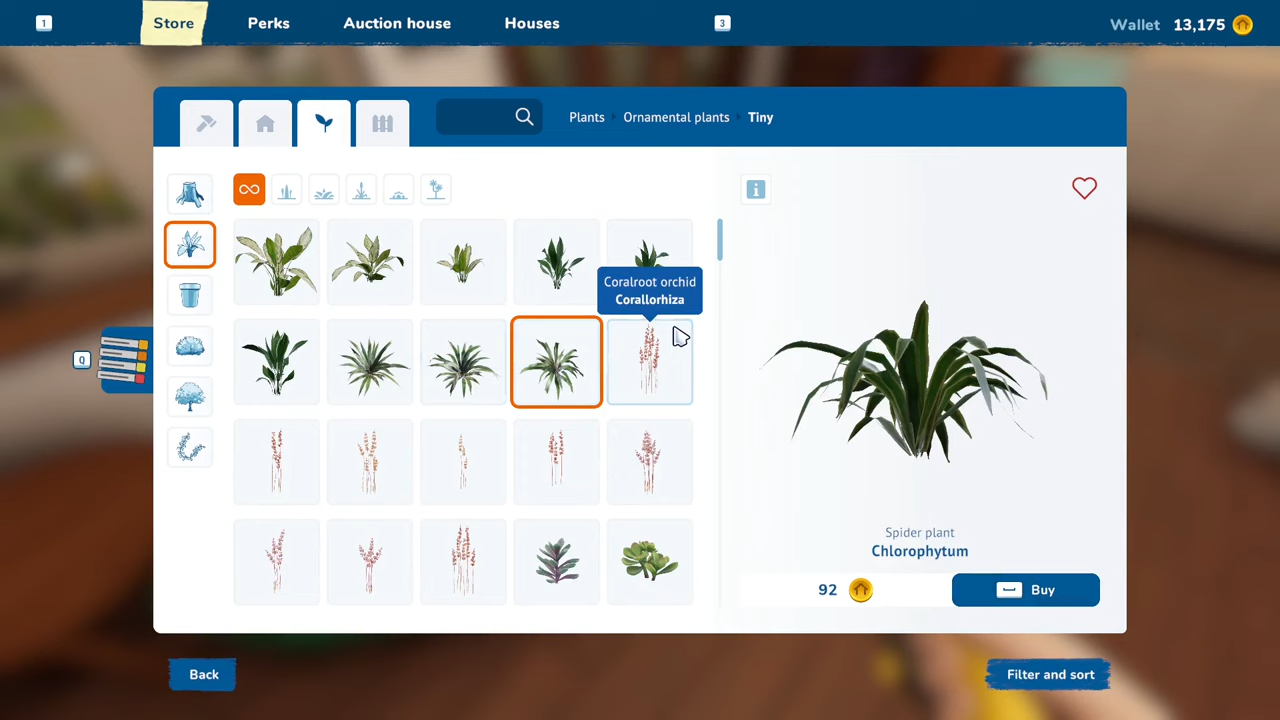 1
Store
Perks
Auction house
Houses
3
Wallet 13,175
Plants
Ornamental plants
Tiny
Coralroot orchid
Corallorhiza
Q
Spider plant
Chlorophytum
92
Buy
Back
Filter and sort